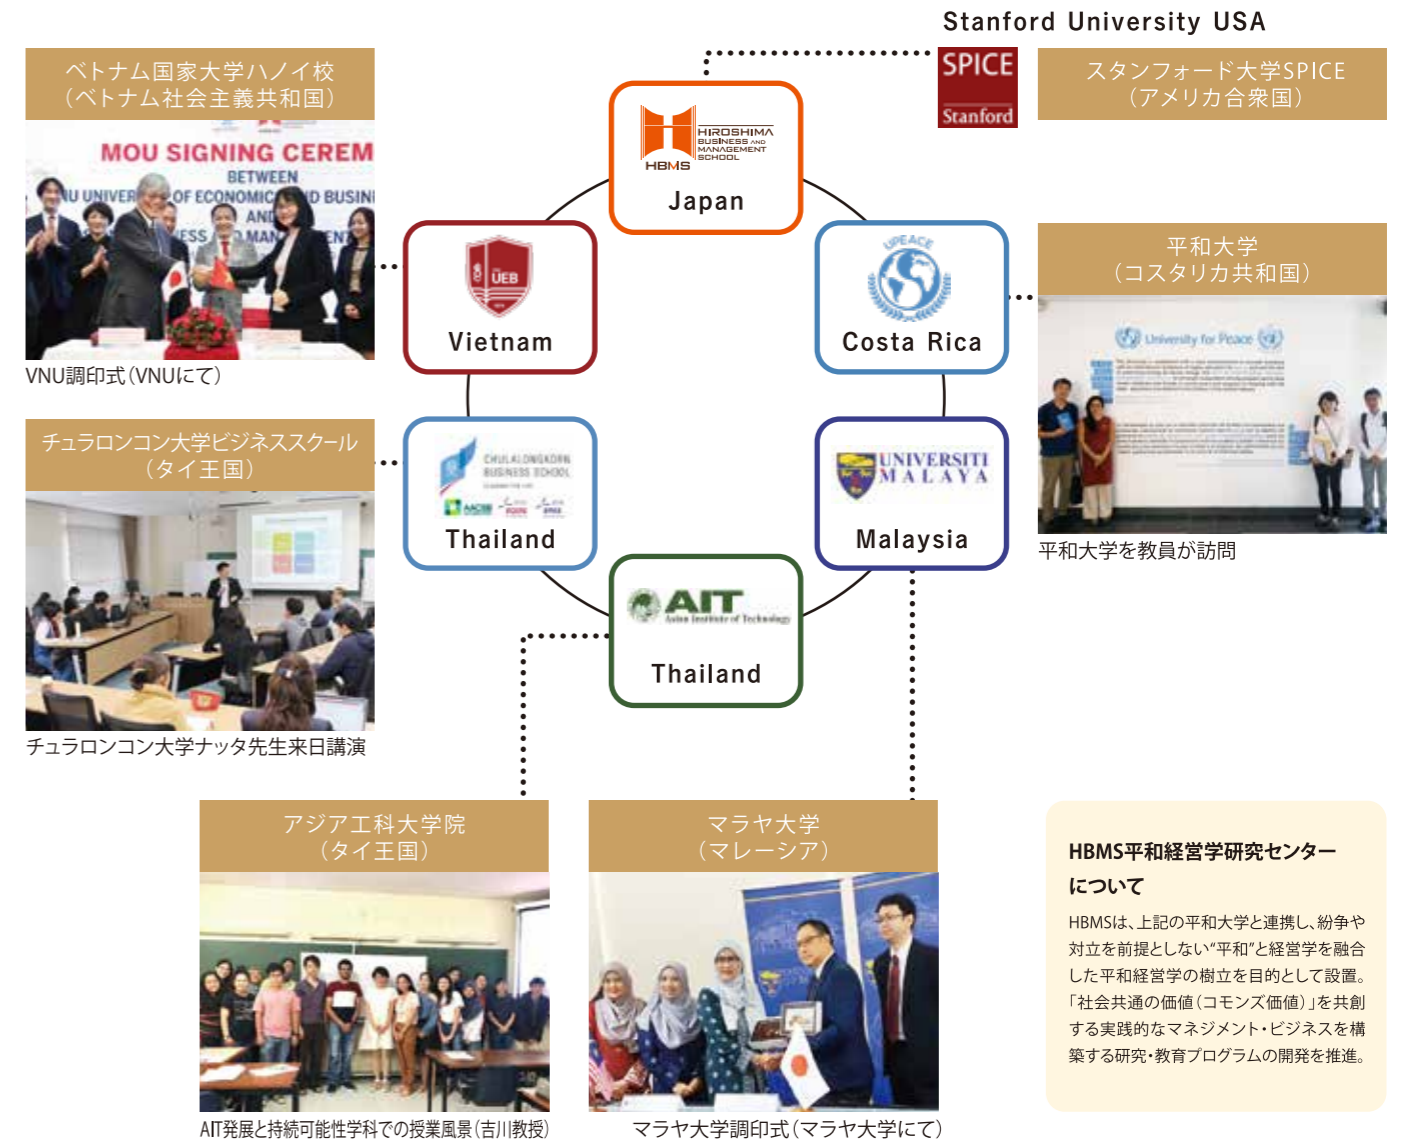 Stanford University USA
SPICE
Stanford
スタンフォード大学SPICE
（アメリカ合衆国）
ベトナム国家大学ハノイ校
（ベトナム社会主義共和国）
MOU SIGNING CEREM
BETWEEN
AND
VNU調印式（VNUにて）
HIROSHIMA
BUSINESS AND
MANAGEMENT
SCHOOL
HBMS
Japan
UEB
Vietnam
UPEACE
Costa Rica
平和大学
（コスタリカ共和国）
University for Peace
平和大学を教員が訪問
チュラロンコン大学ビジネススクール
（タイ王国）
チュラロンコン大学ナッタ先生来日講演
CHULALONGKORN
BUSINESS SCHOOL
AACSB
Thailand
UNIVERSITI
MALAYA
Malaysia
AIT
Asian Institute of Technology
Thailand
アジア工科大学院
（タイ王国）
AIT発展と持続可能性学科での授業風景（吉川教授）
マラヤ大学
（マレーシア）
マラヤ大学調印式（マラヤ大学にて）
HBMS平和経営学研究センター
について
HBMSは、上記の平和大学と連携し、紛争や
対立を前提としない“平和”と経営学を融合
した平和経営学の樹立を目的として設置。
「社会共通の価値（コモンズ価値）」を共創
する実践的なマネジメント・ビジネスを構
築する研究・教育プログラムの開発を推進。